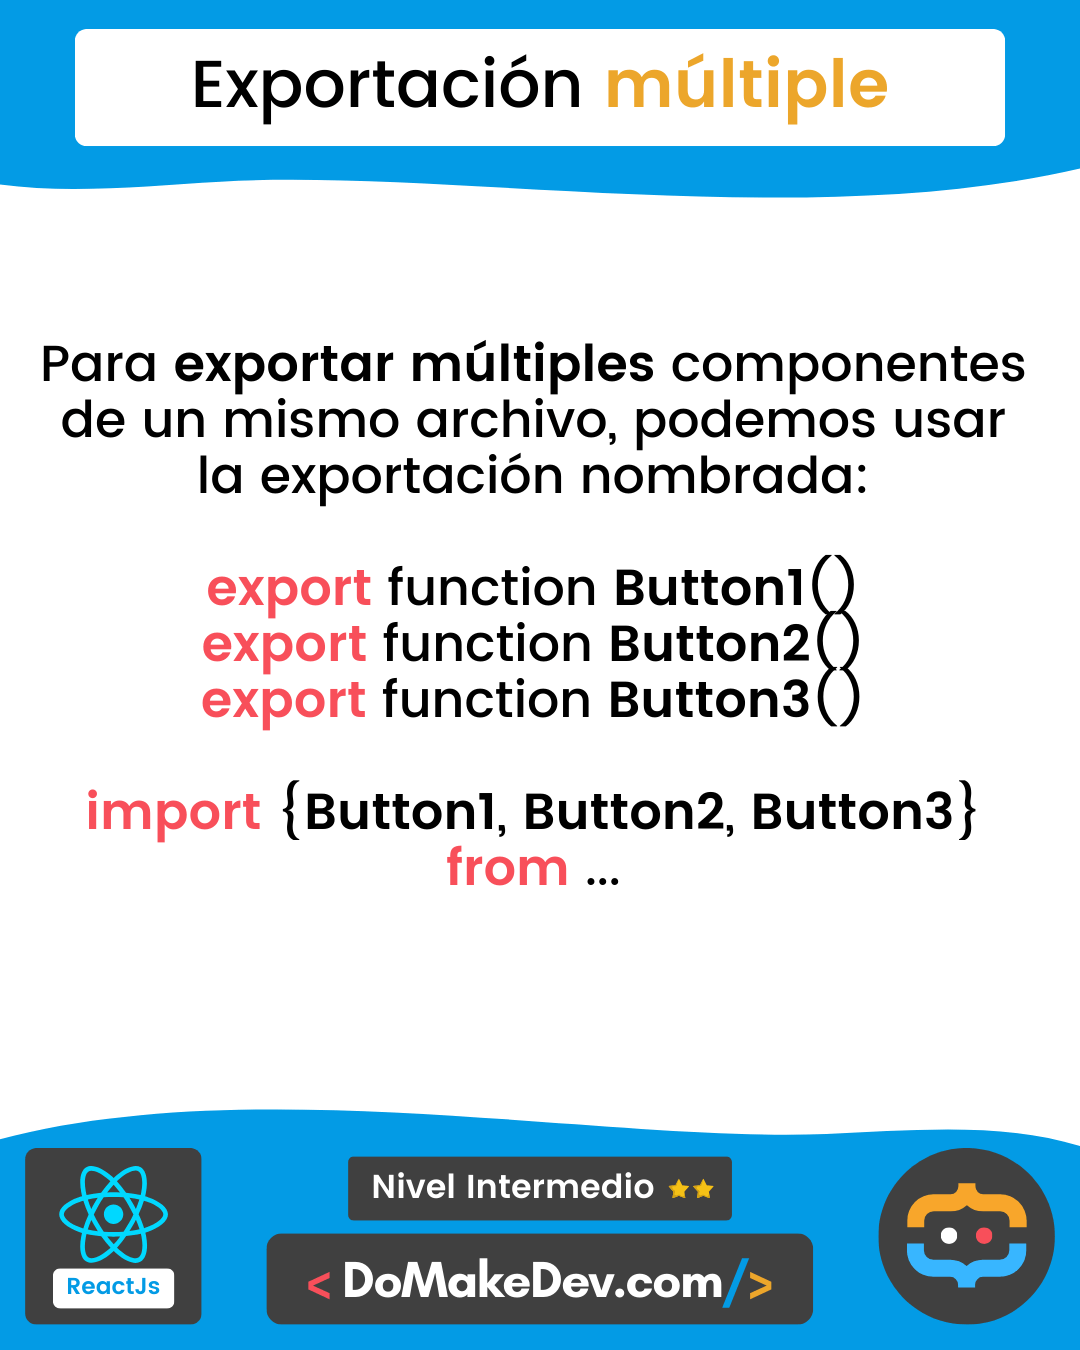 Exportación múltiple
Para exportar múltiples componentes
de un mismo archivo, podemos usar
la exportación nombrada:
export function Button1()
export function Button2()
export function Button3()
import {Button1, Button2, Button3}
from ...
Nivel Intermedio
ReactJs
< DoMakeDev.com/>